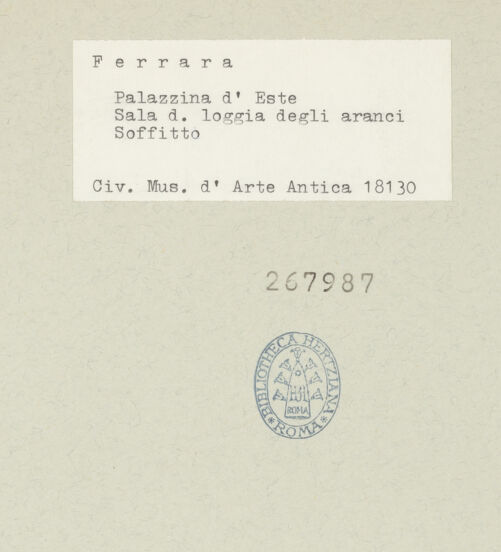 F e r r a r a
Palazzina d' Este
Sala d. loggia degli aranci
Soffitto
Civ. Mus. d' Arte Antica 18130
267987
*BIBLIOTHECA HERTZIANA*
ROMA
ROMA